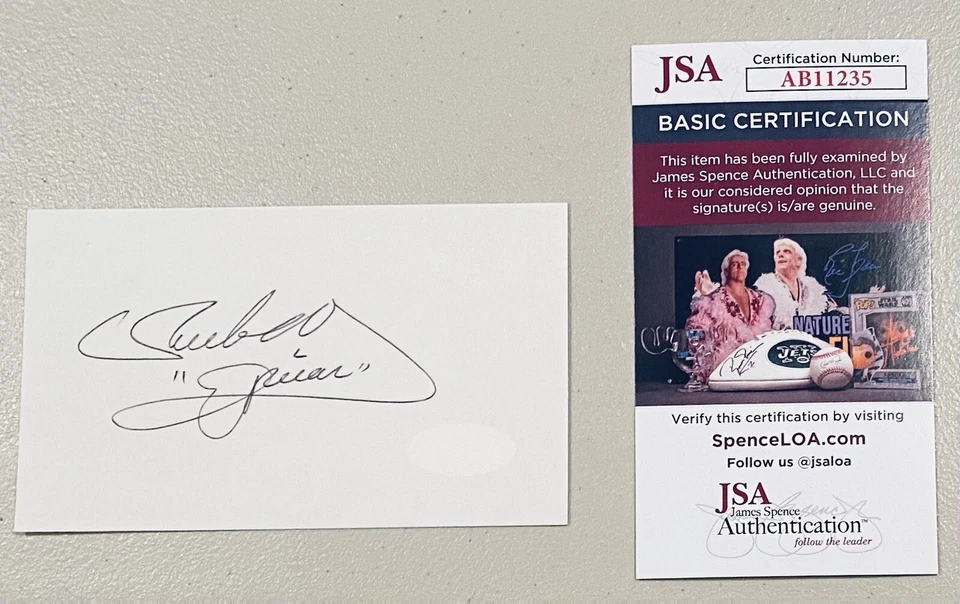 JSA
Certification Number:
AB11235
BASIC CERTIFICATION
This item has been fully examined by
James Spence Authentication, LLC and
it is our considered opinion that the
signature(s) is/are genuine.
NATURE
JETS
Verify this certification by visiting
SpenceLOA.com
Follow us @jsaloa
JSA
James Spence
Authentication™
follow the leader